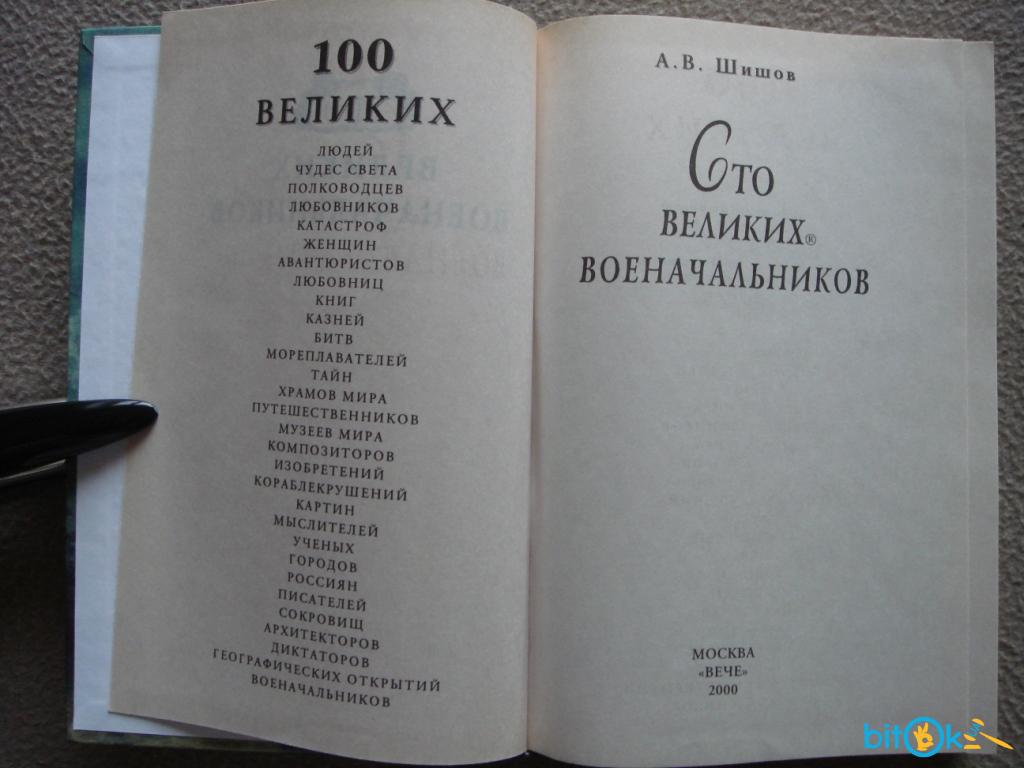 100
ВЕЛИКИХ
ЛЮДЕЙ
ЧУДЕС СВЕТА
ПОЛКОВОДЦЕВ
ЛЮБОВНИКОВ
КАТАСТРОФ
ЖЕНЩИН
АВАНТЮРИСТОВ
ЛЮБОВНИЦ
КНИГ
КАЗНЕЙ
БИТВ
МОРЕПЛАВАТЕЛЕЙ
ТАЙН
ХРАМОВ МИРА
ПУТЕШЕСТВЕННИКОВ
МУЗЕЕВ МИРА
КОМПОЗИТОРОВ
ИЗОБРЕТЕНИЙ
КОРАБЛЕКРУШЕНИЙ
КАРТИН
МЫСЛИТЕЛЕЙ
УЧЕНЫХ
ГОРОДОВ
РОССИЯН
ПИСАТЕЛЕЙ
СОКРОВИЩ
АРХИТЕКТОРОВ
ДИКТАТОРОВ
ГЕОГРАФИЧЕСКИХ ОТКРЫТИЙ
ВОЕНАЧАЛЬНИКОВ
А.В. Шишов
Сто
ВЕЛИКИХ®
ВОЕНАЧАЛЬНИКОВ
МОСКВА
«ВЕЧЕ»
2000
bitOk